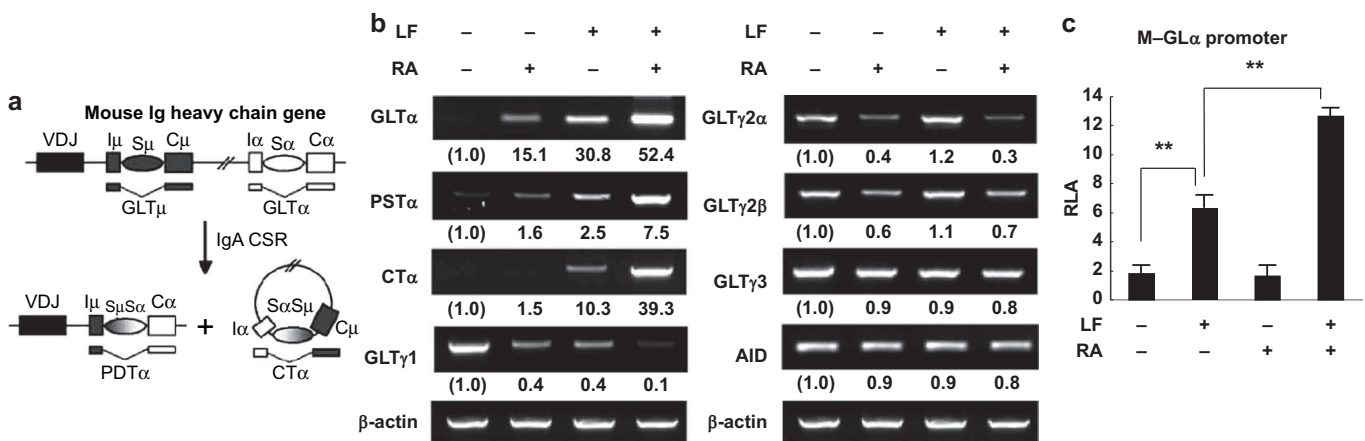 a
Mouse Ig heavy chain gene
VDJ Iμ Sμ Cμ Iα Sα Cα
GLTμ GLTα
IgA CSR
VDJ Iμ SμSα Cα + Iα SαSμ Cμ
PDTα CTα
b
LF – – + +
RA – + – +
GLTα
(1.0) 15.1 30.8 52.4
PSTα
(1.0) 1.6 2.5 7.5
CTα
(1.0) 1.5 10.3 39.3
GLTγ1
(1.0) 0.4 0.4 0.1
β-actin
LF – – + +
RA – + – +
GLTγ2α
(1.0) 0.4 1.2 0.3
GLTγ2β
(1.0) 0.6 1.1 0.7
GLTγ3
(1.0) 0.9 0.9 0.8
AID
(1.0) 0.9 0.9 0.8
β-actin
c
M–GLα promoter
**
**
RLA
14
12
10
8
6
4
2
0
LF – + – +
RA – – + +